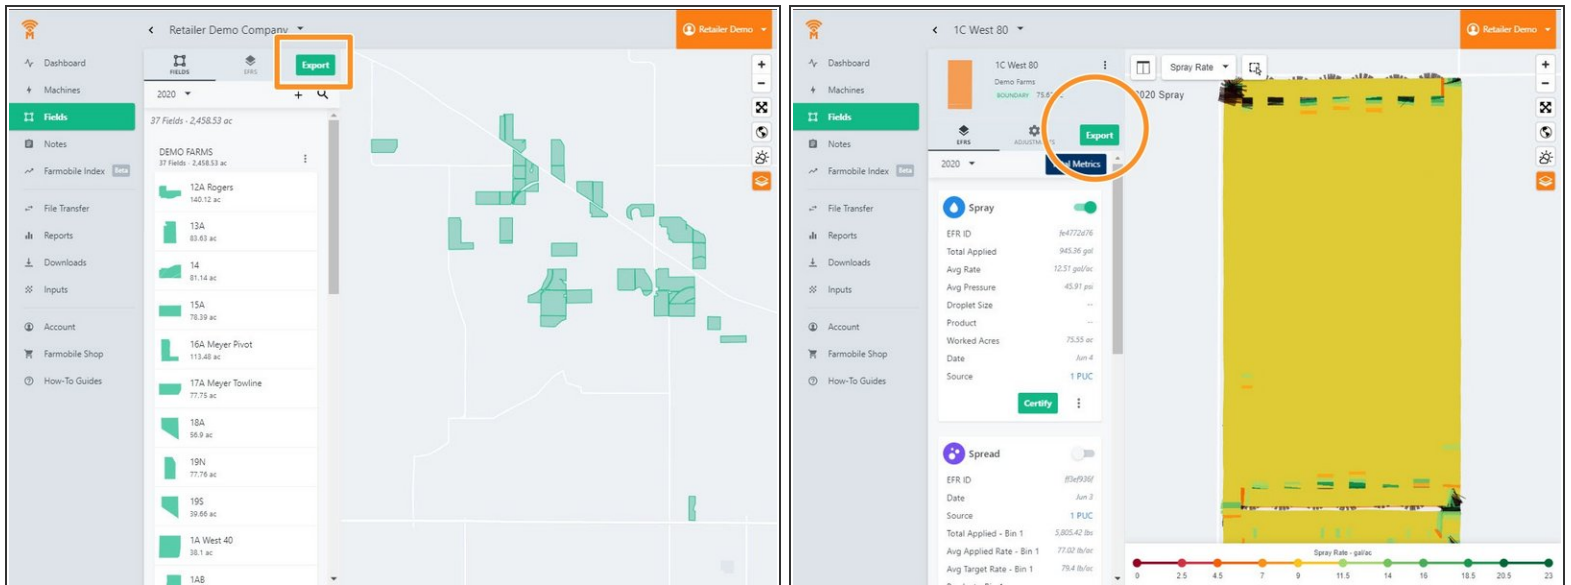 Retailer Demo Company
Retailer Demo
Dashboard
Machines
Fields
Notes
Farmobile Index Beta
File Transfer
Reports
Downloads
Inputs
Account
Farmobile Shop
How-To Guides
FIELDS
EFRS
Export
2020
37 Fields - 2,458.53 ac
DEMO FARMS
37 Fields - 2,458.53 ac
12A Rogers
140.12 ac
13A
83.63 ac
14
81.14 ac
15A
78.39 ac
16A Meyer Pivot
113.48 ac
17A Meyer Towline
77.75 ac
18A
56.9 ac
19N
77.76 ac
19S
39.66 ac
1A West 40
38.1 ac
1AB
1C West 80
Retailer Demo
Dashboard
Machines
Fields
Notes
Farmobile Index Beta
File Transfer
Reports
Downloads
Inputs
Account
Farmobile Shop
How-To Guides
1C West 80
Demo Farms
BOUNDARY
EFRS
Export
2020
Metrics
Spray
EFR ID fe4772d76
Total Applied 945.36 gal
Avg Rate 12.51 gal/ac
Avg Pressure 45.91 psi
Droplet Size --
Product --
Worked Acres 75.55 ac
Date Jun 4
Source 1 PUC
Certify
Spread
EFR ID
Date Jun 3
Source 1 PUC
Total Applied - Bin 1 5,805.42 lbs
Avg Applied Rate - Bin 1 77.02 lb/ac
Avg Target Rate - Bin 1 79.4 lb/ac
Spray Rate
2020 Spray
Spray Rate - gal/ac
0 2.5 4.5 7 9 11.5 14 16 18.5 20.5 23